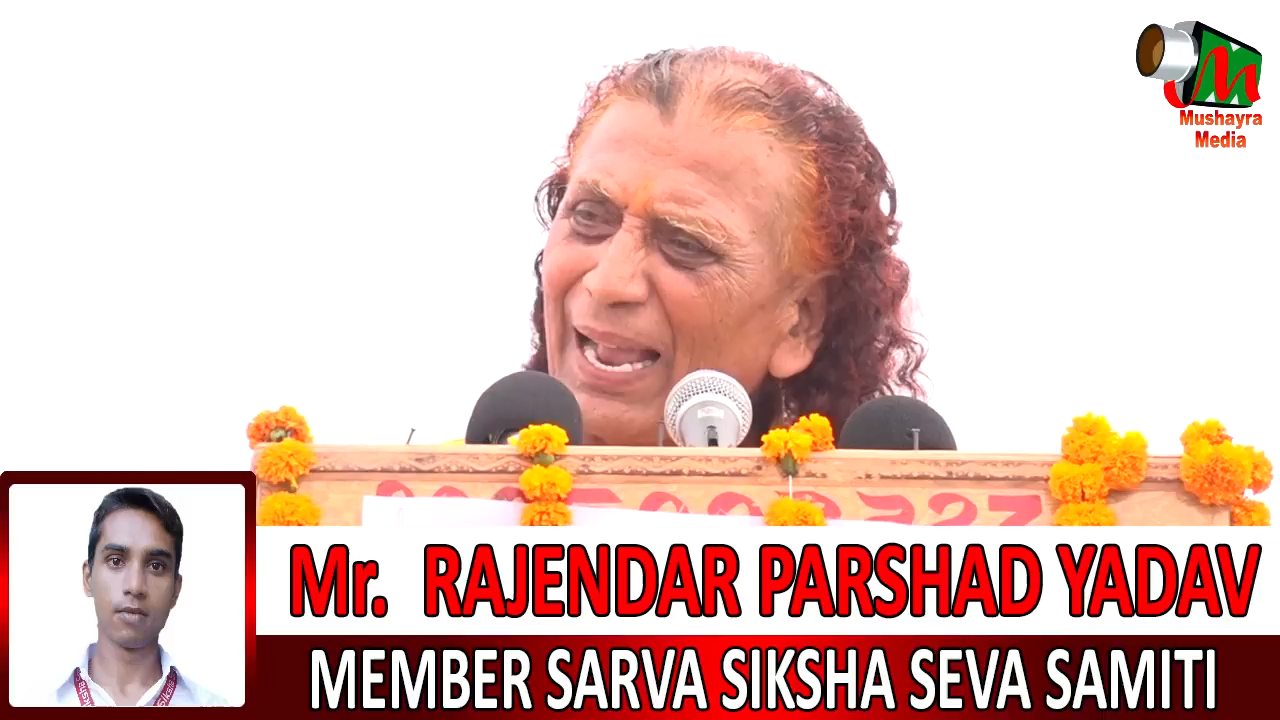 Mushayra
Media
Mr. RAJENDAR PARSHAD YADAV
MEMBER SARVA SIKSHA SEVA SAMITI